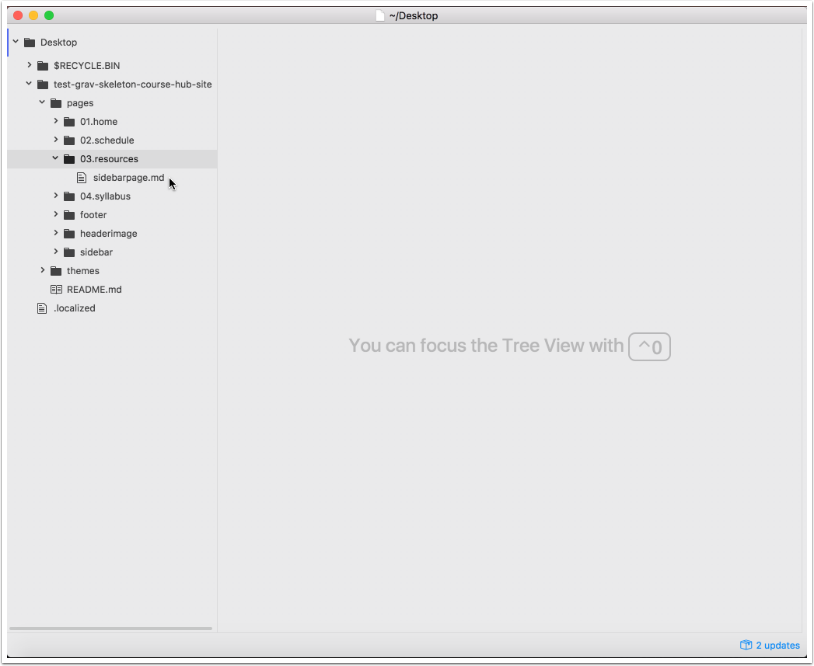 ~/Desktop
Desktop
$RECYCLE.BIN
test-grav-skeleton-course-hub-site
pages
01.home
02.schedule
03.resources
sidebarpage.md
04.syllabus
footer
headerimage
sidebar
themes
README.md
.localized
You can focus the Tree View with ^0
2 updates